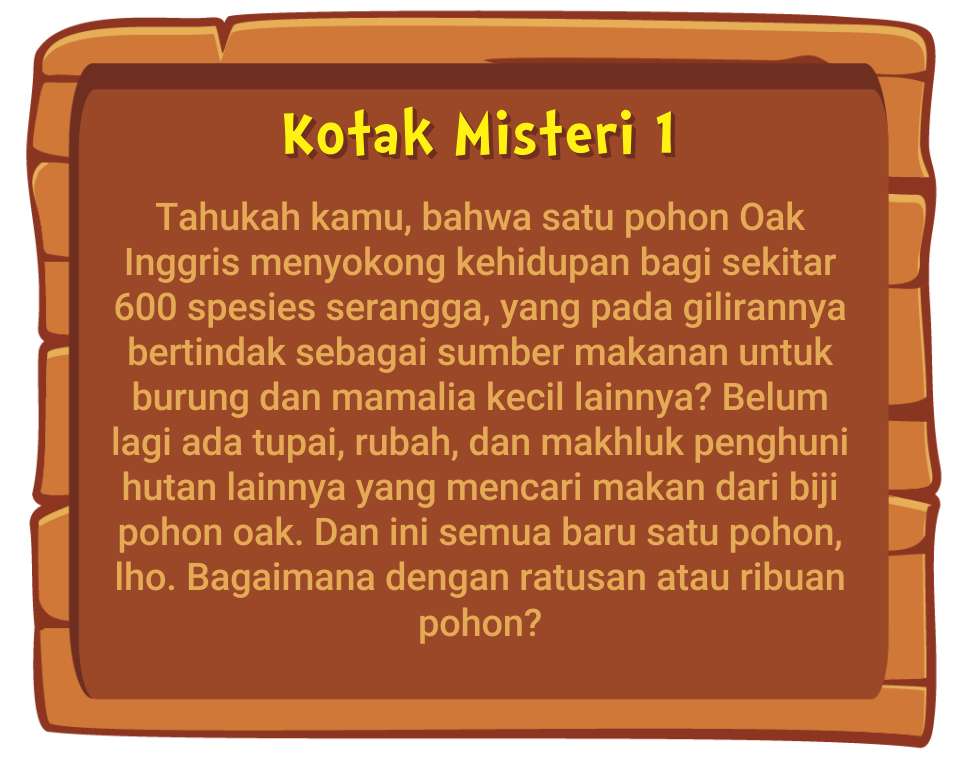 Kotak Misteri 1
Tahukah kamu, bahwa satu pohon Oak
Inggris menyokong kehidupan bagi sekitar
600 spesies serangga, yang pada gilirannya
bertindak sebagai sumber makanan untuk
burung dan mamalia kecil lainnya? Belum
lagi ada tupai, rubah, dan makhluk penghuni
hutan lainnya yang mencari makan dari biji
pohon oak. Dan ini semua baru satu pohon,
lho. Bagaimana dengan ratusan atau ribuan
pohon?